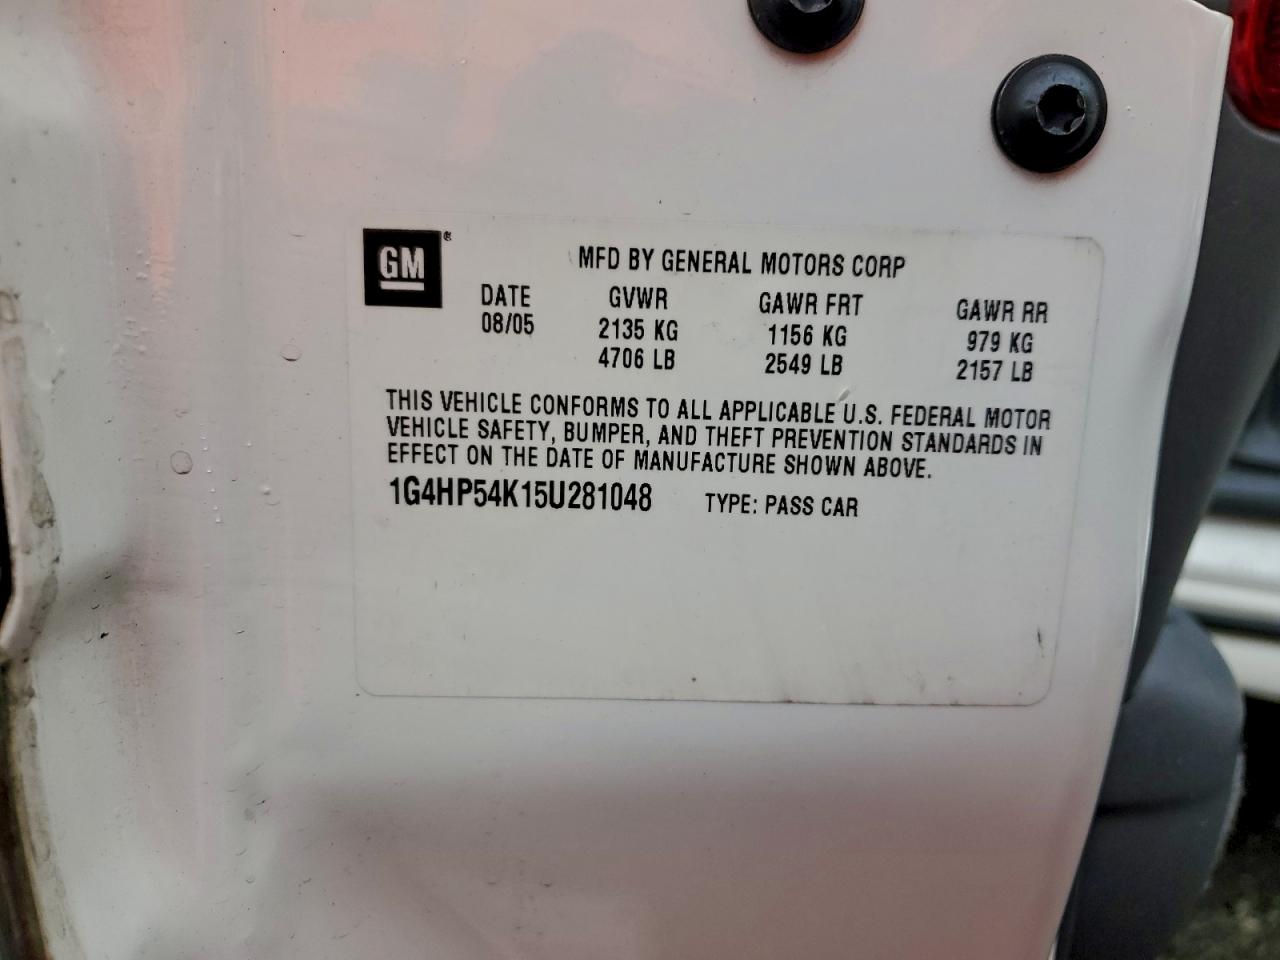 GM®
MFD BY GENERAL MOTORS CORP
DATE GVWR GAWR FRT GAWR RR
08/05 2135 KG 1156 KG 979 KG
4706 LB 2549 LB 2157 LB
THIS VEHICLE CONFORMS TO ALL APPLICABLE U.S. FEDERAL MOTOR
VEHICLE SAFETY, BUMPER, AND THEFT PREVENTION STANDARDS IN
EFFECT ON THE DATE OF MANUFACTURE SHOWN ABOVE.
1G4HP54K15U281048 TYPE: PASS CAR